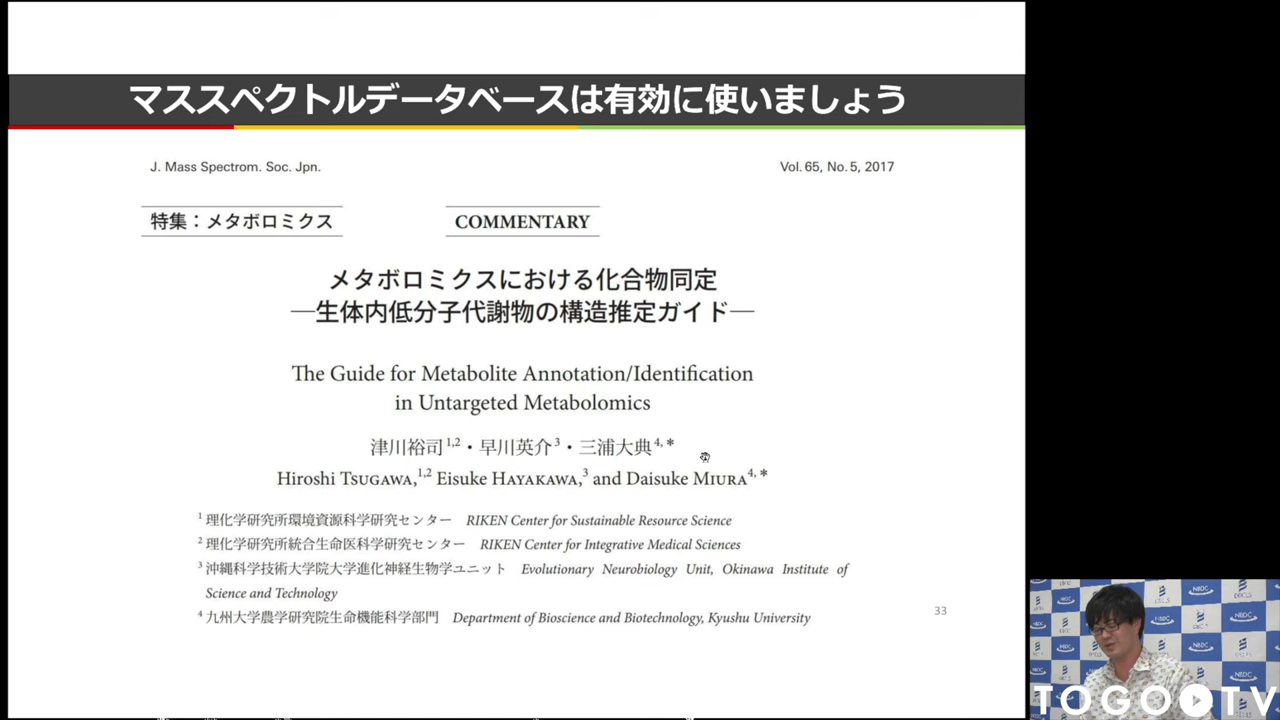 マススペクトルデータベースは有効に使いましょう
J. Mass Spectrom. Soc. Jpn.
Vol. 65, No. 5, 2017
特集：メタボロミクス
COMMENTARY
メタボロミクスにおける化合物同定
—生体内低分子代謝物の構造推定ガイド—
The Guide for Metabolite Annotation/Identification
in Untargeted Metabolomics
津川裕司1,2・早川英介3・三浦大典4,*
Hiroshi TSUGAWA,1,2 Eisuke HAYAKAWA,3 and Daisuke MIURA4,*
1 理化学研究所環境資源科学研究センター RIKEN Center for Sustainable Resource Science
2 理化学研究所統合生命医科学研究センター RIKEN Center for Integrative Medical Sciences
3 沖縄科学技術大学院大学進化神経生物学ユニット Evolutionary Neurobiology Unit, Okinawa Institute of
Science and Technology
4 九州大学農学研究院生命機能科学部門 Department of Bioscience and Biotechnology, Kyushu University
33
NBDC
DBCLS
TOGOTV